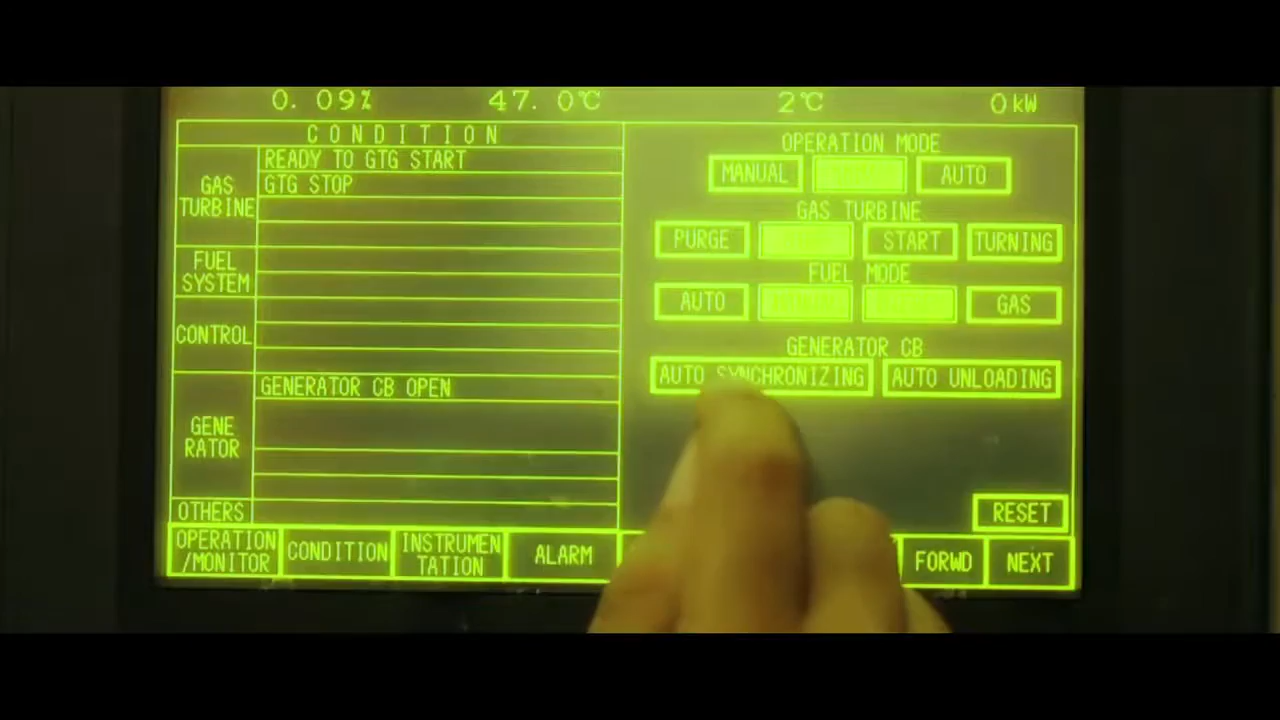 0. 09% 47. 0℃ 2℃ 0kW
CONDITION
GAS TURBINE
READY TO GTG START
GTG STOP
FUEL SYSTEM
CONTROL
GENE RATOR
GENERATOR CB OPEN
OTHERS
OPERATION MODE
MANUAL AUTO
GAS TURBINE
PURGE START TURNING
FUEL MODE
AUTO GAS
GENERATOR CB
AUTO SYNCHRONIZING AUTO UNLOADING
RESET
OPERATION /MONITOR CONDITION INSTRUMEN TATION ALARM FORWD NEXT